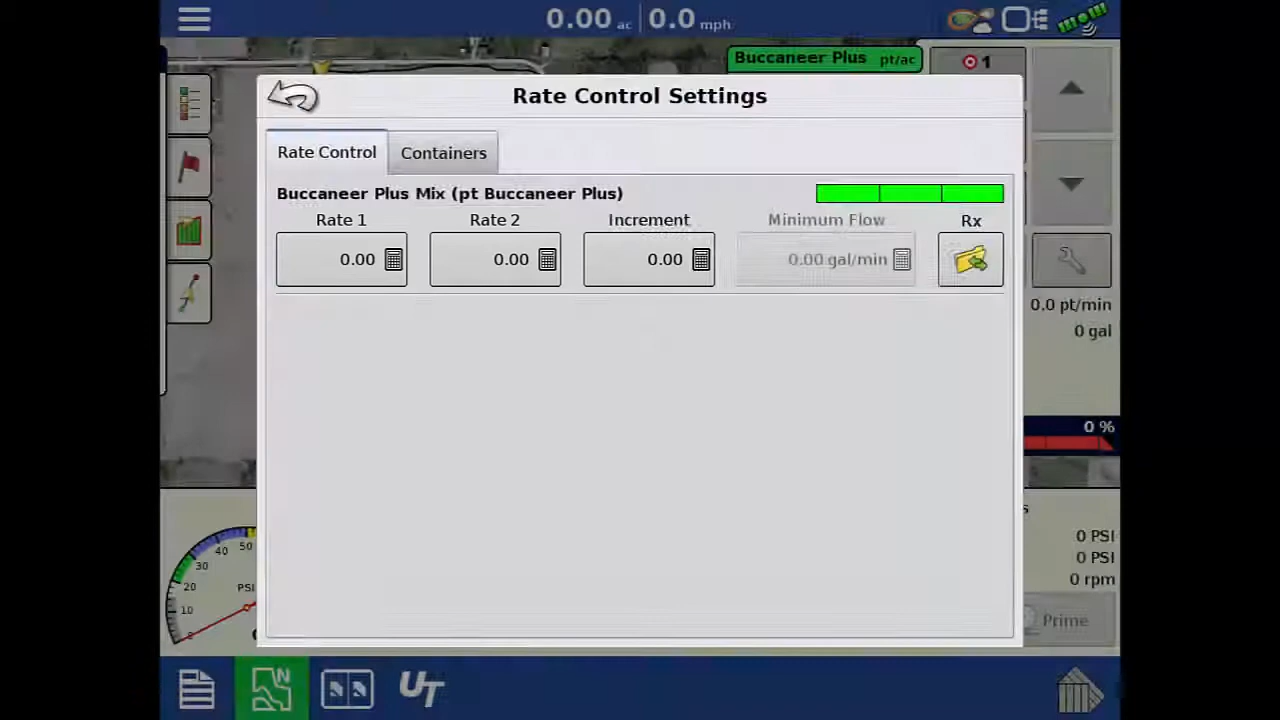 0.00 ac 0.0 mph
Buccaneer Plus pt/ac
1
Rate Control Settings
Rate Control Containers
Buccaneer Plus Mix (pt Buccaneer Plus)
Rate 1 Rate 2 Increment Minimum Flow Rx
0.00 0.00 0.00 0.00 gal/min
0.0 pt/min
0 gal
0 %
50
40
30
20
10
PSI
0 PSI
0 PSI
0 rpm
Prime
N
UT